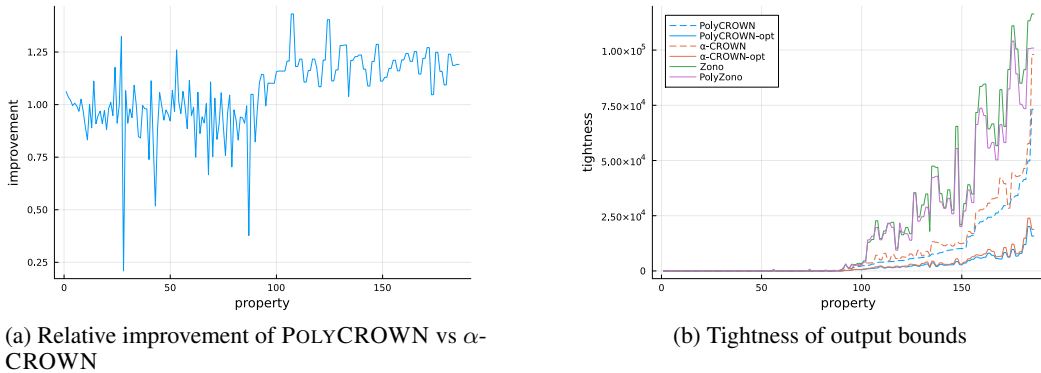 1.25
1.00
0.75
0.50
0.25
improvement
0
50
100
150
property
(a) Relative improvement of POLYCROWN vs α-
CROWN
PolyCROWN
PolyCROWN-opt
α-CROWN
α-CROWN-opt
Zono
PolyZono
1.00×10⁵
7.50×10⁴
5.00×10⁴
2.50×10⁴
0
tightness
0
50
100
150
property
(b) Tightness of output bounds